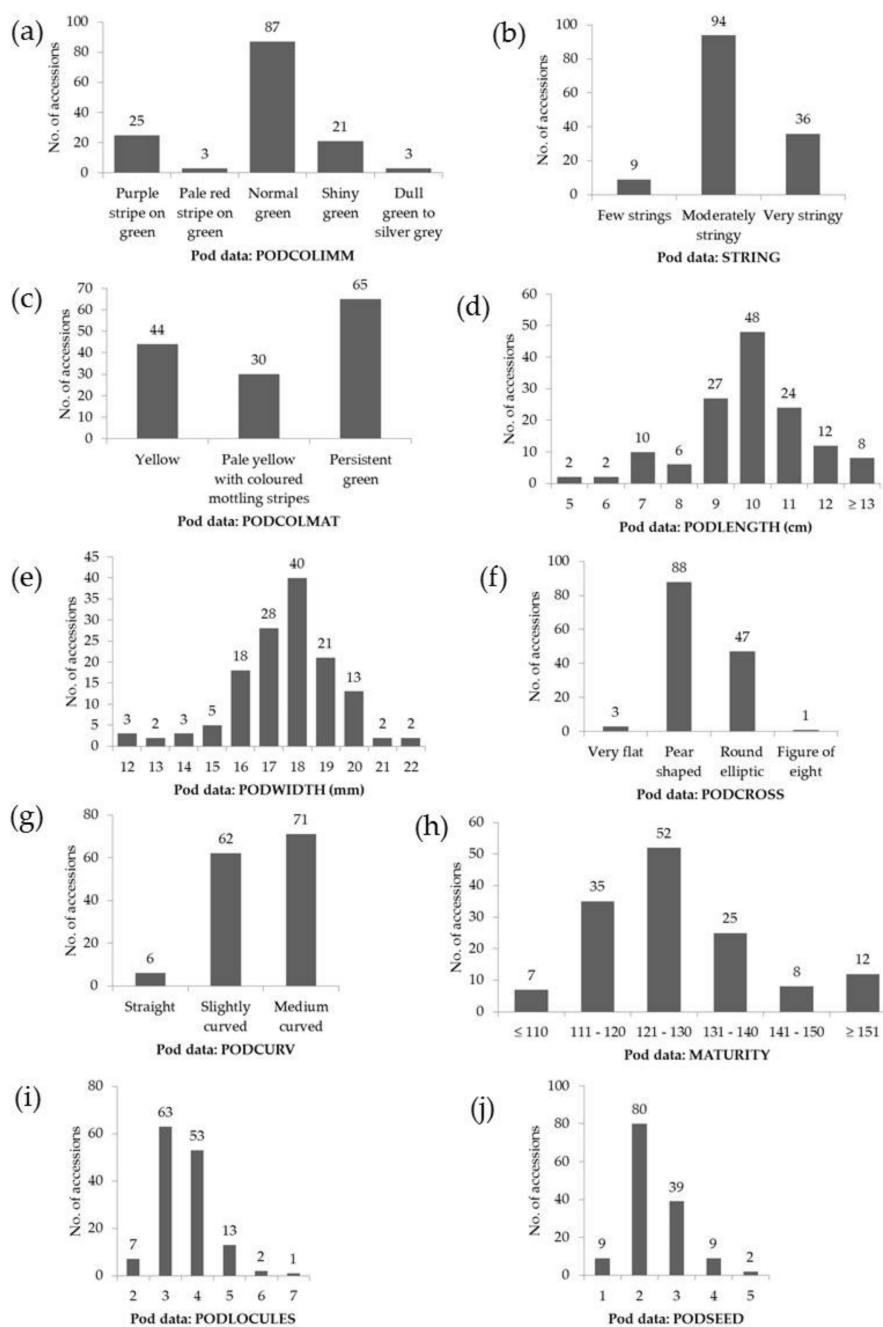 (a)
No. of accessions
100
80
60
40
20
0
25
3
87
21
3
Purple stripe on green
Pale red stripe on green
Normal green
Shiny green
Dull green to silver grey
Pod data: PODCOLIMM
(b)
No. of accessions
100
80
60
40
20
0
9
94
36
Few strings
Moderately stringy
Very stringy
Pod data: STRING
(c)
No. of accessions
70
60
50
40
30
20
10
0
44
30
65
Yellow
Pale yellow with coloured mottling stripes
Persistent green
Pod data: PODCOLMAT
(d)
No. of accessions
60
50
40
30
20
10
0
2
2
10
6
27
48
24
12
8
5 6 7 8 9 10 11 12 ≥ 13
Pod data: PODLENGTH (cm)
(e)
No. of accessions
45
40
35
30
25
20
15
10
5
0
3
2
3
5
18
28
40
21
13
2
2
12 13 14 15 16 17 18 19 20 21 22
Pod data: PODWIDTH (mm)
(f)
No. of accessions
100
80
60
40
20
0
3
88
47
1
Very flat
Pear shaped
Round elliptic
Figure of eight
Pod data: PODCROSS
(g)
No. of accessions
80
60
40
20
0
6
62
71
Straight
Slightly curved
Medium curved
Pod data: PODCURV
(h)
No. of accessions
60
50
40
30
20
10
0
7
35
52
25
8
12
≤ 110 111 - 120 121 - 130 131 - 140 141 - 150 ≥ 151
Pod data: MATURITY
(i)
No. of accessions
80
60
40
20
0
7
63
53
13
2
1
2 3 4 5 6 7
Pod data: PODLOCULES
(j)
No. of accessions
100
80
60
40
20
0
9
80
39
9
2
1 2 3 4 5
Pod data: PODSEED